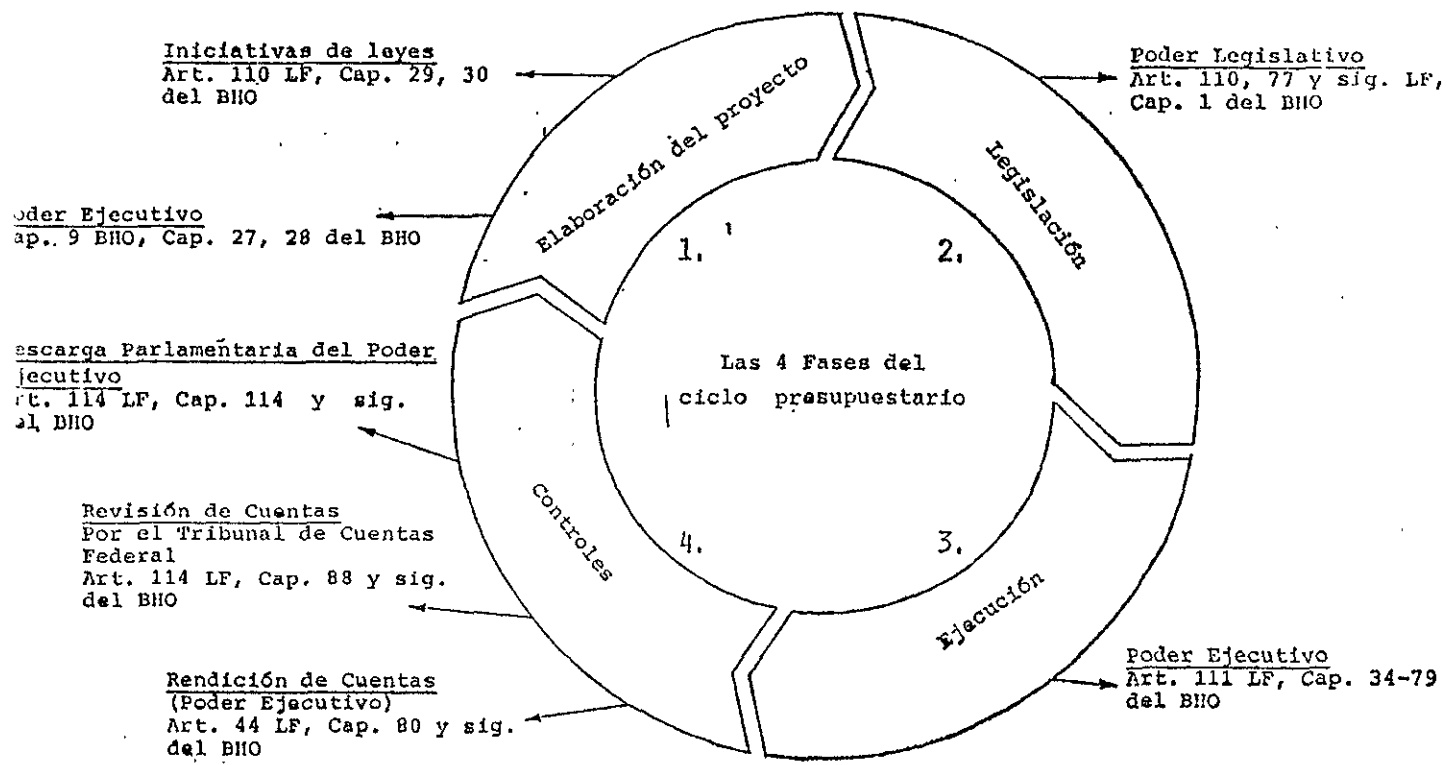 Iniciativas de leyes
Art. 110 LF, Cap. 29, 30
del BHO
oder Ejecutivo
ap. 9 BHO, Cap. 27, 28 del BHO
escarga Parlamentaria del Poder
jecutivo
rt. 114 LF, Cap. 114 y sig.
el BHO
Revisión de Cuentas
Por el Tribunal de Cuentas
Federal
Art. 114 LF, Cap. 88 y sig.
del BHO
Rendición de Cuentas
(Poder Ejecutivo)
Art. 44 LF, Cap. 80 y sig.
del BHO
Elaboración del proyecto
1.
Legislación
2.
Las 4 Fases del
ciclo presupuestario
Controles
4.
Ejecución
3.
Poder Legislativo
Art. 110, 77 y sig. LF,
Cap. 1 del BHO
Poder Ejecutivo
Art. 111 LF, Cap. 34-79
del BHO